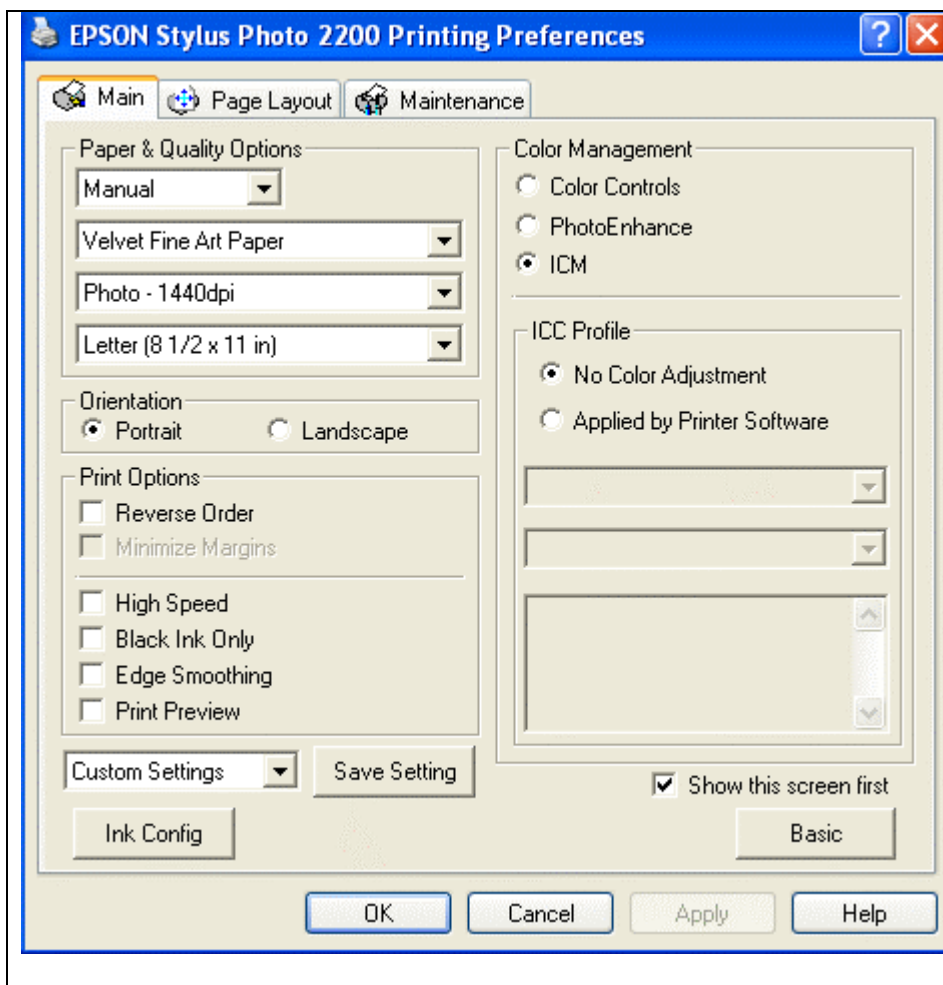 EPSON Stylus Photo 2200 Printing Preferences
Main
Page Layout
Maintenance
Paper & Quality Options
Manual
Velvet Fine Art Paper
Photo - 1440dpi
Letter (8 1/2 x 11 in)
Orientation
Portrait
Landscape
Print Options
Reverse Order
Minimize Margins
High Speed
Black Ink Only
Edge Smoothing
Print Preview
Custom Settings
Save Setting
Ink Config
Color Management
Color Controls
PhotoEnhance
ICM
ICC Profile
No Color Adjustment
Applied by Printer Software
Show this screen first
Basic
OK
Cancel
Apply
Help